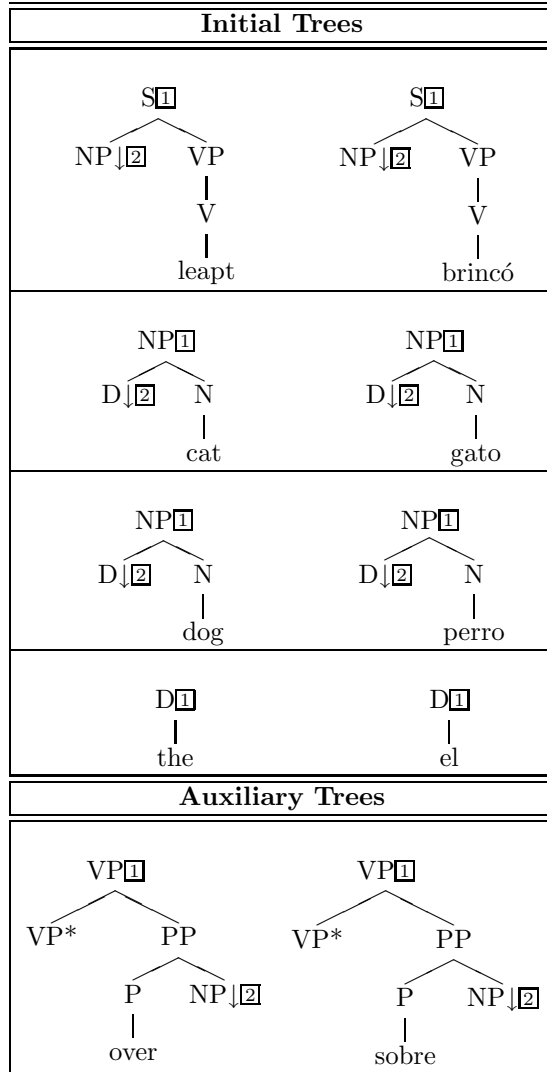 Initial Trees
S1 S1
NP↓2 VP NP↓2 VP
V V
leapt brincó
NP1 NP1
D↓2 N D↓2 N
cat gato
NP1 NP1
D↓2 N D↓2 N
dog perro
D1 D1
the el
Auxiliary Trees
VP1 VP1
VP* PP VP* PP
P NP↓2 P NP↓2
over sobre